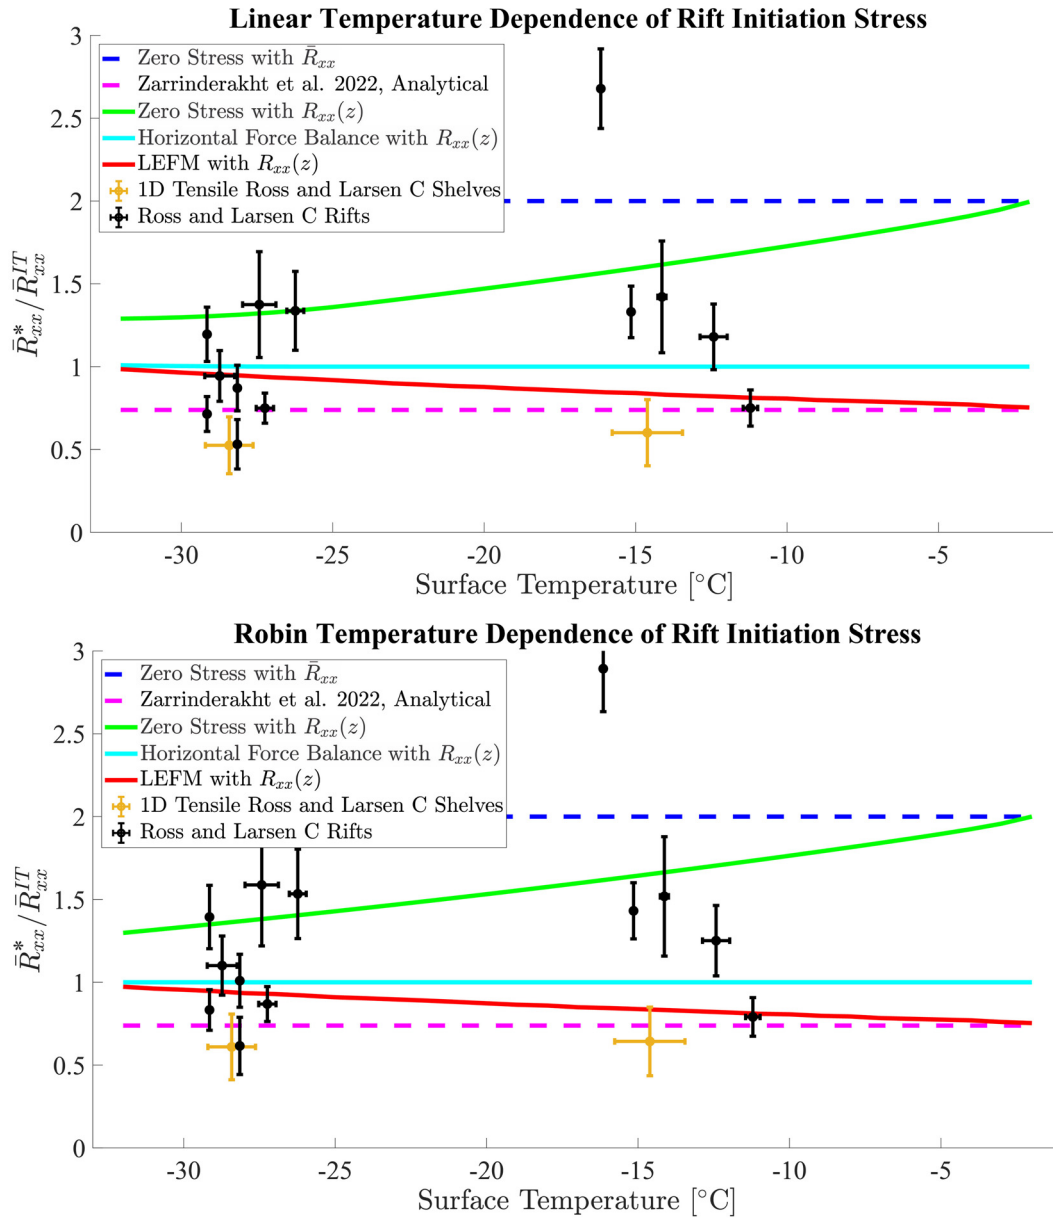 Linear Temperature Dependence of Rift Initiation Stress
3
2.5
2
1.5
1
0.5
0
Zero Stress with R̄xx
Zarrinderakht et al. 2022, Analytical
Zero Stress with Rxx(z)
Horizontal Force Balance with Rxx(z)
LEFM with Rxx(z)
1D Tensile Ross and Larsen C Shelves
Ross and Larsen C Rifts
R̄*xx/R̄ITxx
-30 -25 -20 -15 -10 -5
Surface Temperature [°C]
Robin Temperature Dependence of Rift Initiation Stress
3
2.5
2
1.5
1
0.5
0
Zero Stress with R̄xx
Zarrinderakht et al. 2022, Analytical
Zero Stress with Rxx(z)
Horizontal Force Balance with Rxx(z)
LEFM with Rxx(z)
1D Tensile Ross and Larsen C Shelves
Ross and Larsen C Rifts
R̄*xx/R̄ITxx
-30 -25 -20 -15 -10 -5
Surface Temperature [°C]